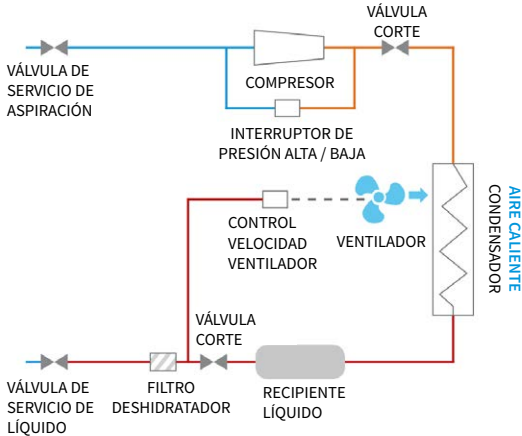 VÁLVULA
CORTE
VÁLVULA DE
SERVICIO DE
ASPIRACIÓN
COMPRESOR
INTERRUPTOR DE
PRESIÓN ALTA / BAJA
AIRE CALIENTE
CONDENSADOR
CONTROL
VELOCIDAD
VENTILADOR
VENTILADOR
VÁLVULA
CORTE
VÁLVULA DE
SERVICIO DE
LÍQUIDO
FILTRO
DESHIDRATADOR
RECIPIENTE
LÍQUIDO